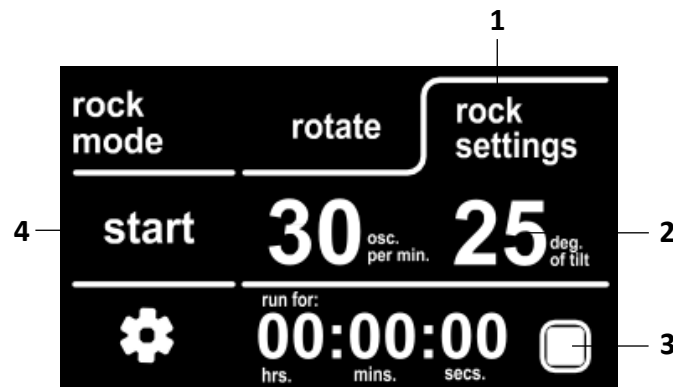 1
rock
mode
rotate
rock
settings
4
start
30
osc.
per min.
25
deg.
of tilt
2
run for:
00:00:00
hrs. mins. secs.
3